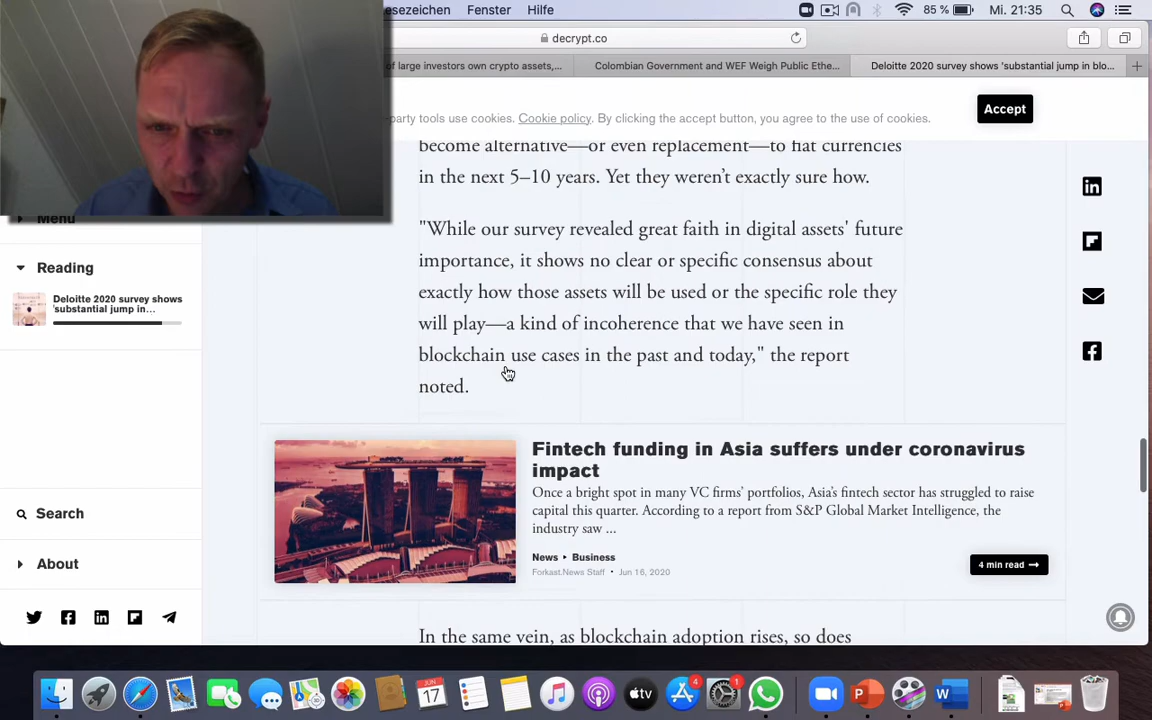 esezeichen Fenster Hilfe
85 % Mi. 21:35
decrypt.co
of large investors own crypto assets,... Colombian Government and WEF Weigh Public Ethe... Deloitte 2020 survey shows 'substantial jump in blo...
party tools use cookies. Cookie policy. By clicking the accept button, you agree to the use of cookies.
Accept
become alternative—or even replacement—to fiat currencies
in the next 5–10 years. Yet they weren't exactly sure how.
"While our survey revealed great faith in digital assets' future
importance, it shows no clear or specific consensus about
exactly how those assets will be used or the specific role they
will play—a kind of incoherence that we have seen in
blockchain use cases in the past and today," the report
noted.
Menu
Reading
Deloitte 2020 survey shows
'substantial jump in...
Search
About
Fintech funding in Asia suffers under coronavirus
impact
Once a bright spot in many VC firms' portfolios, Asia's fintech sector has struggled to raise
capital this quarter. According to a report from S&P Global Market Intelligence, the
industry saw ...
News ‣ Business
Forkast.News Staff • Jun 16, 2020
4 min read →
In the same vein, as blockchain adoption rises, so does
JUN
17
tv
4
1
P
W